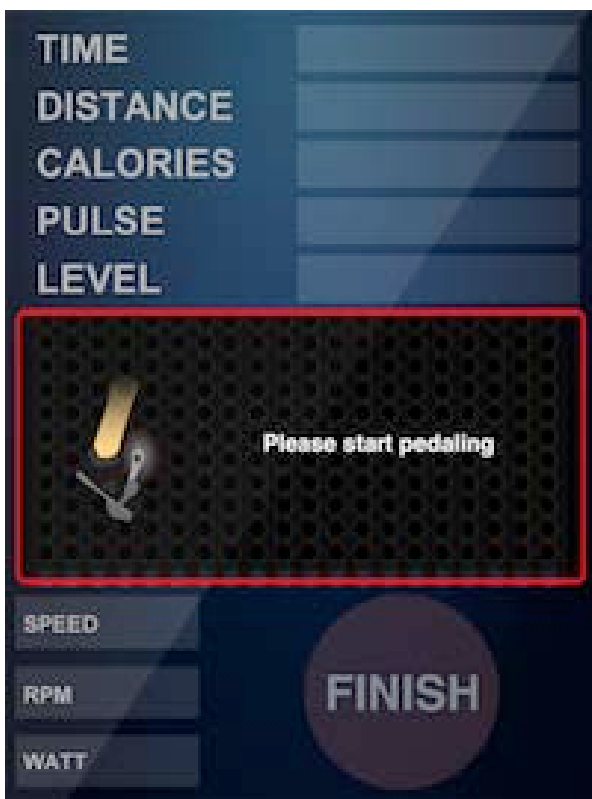 TIME
DISTANCE
CALORIES
PULSE
LEVEL
Please start pedaling
SPEED
RPM
WATT
FINISH